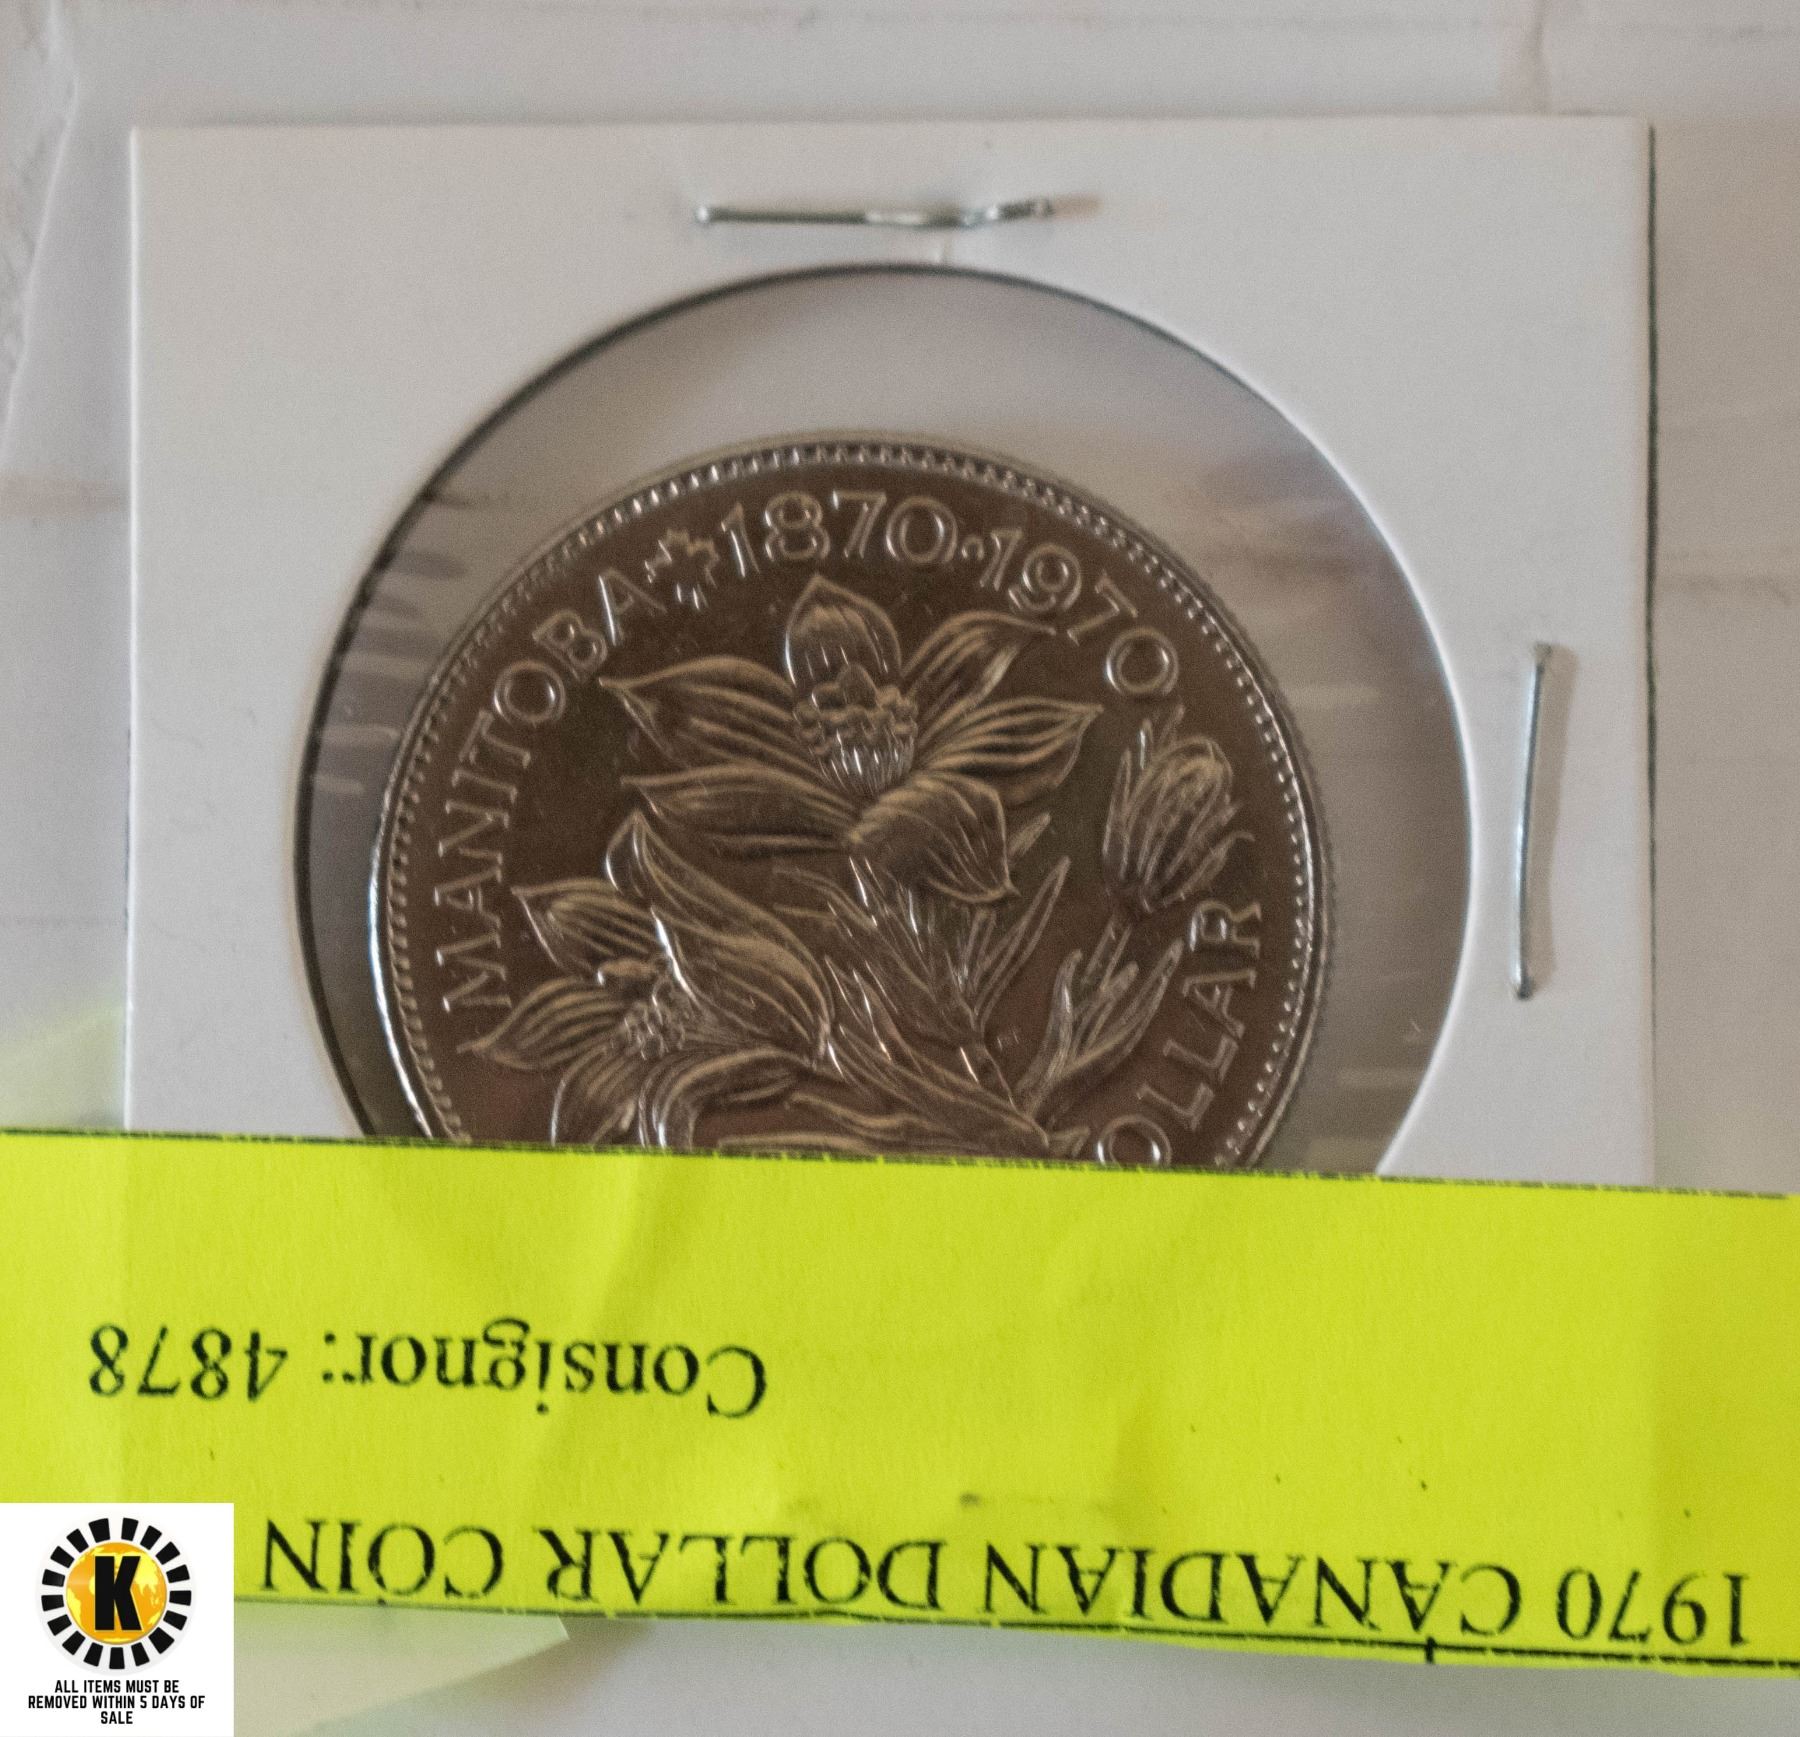 MANITOBA 1870·1970
OLLAR
Consignor: 4878
1970 CANADIAN DOLLAR COIN
K
ALL ITEMS MUST BE
REMOVED WITHIN 5 DAYS OF
SALE